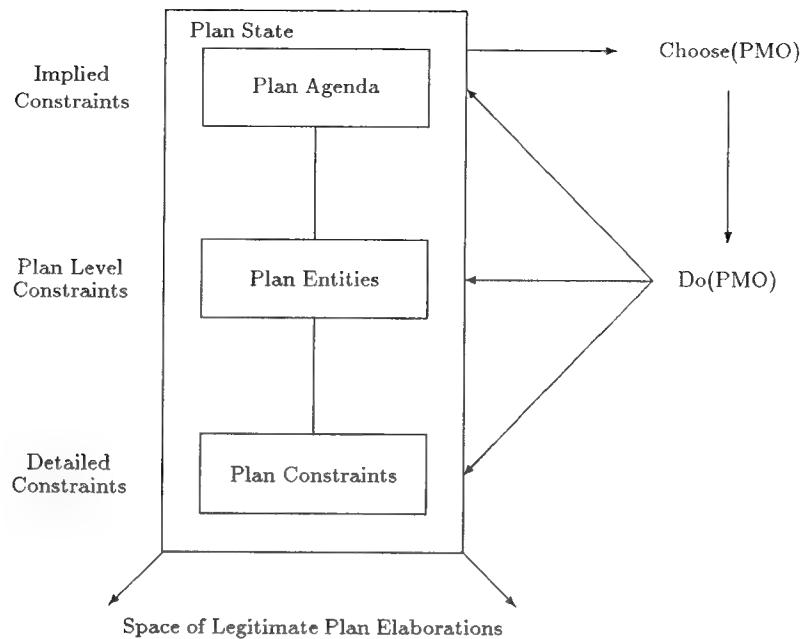 Plan State
Implied
Constraints
Plan Agenda
Choose(PMO)
Plan Level
Constraints
Plan Entities
Do(PMO)
Detailed
Constraints
Plan Constraints
Space of Legitimate Plan Elaborations